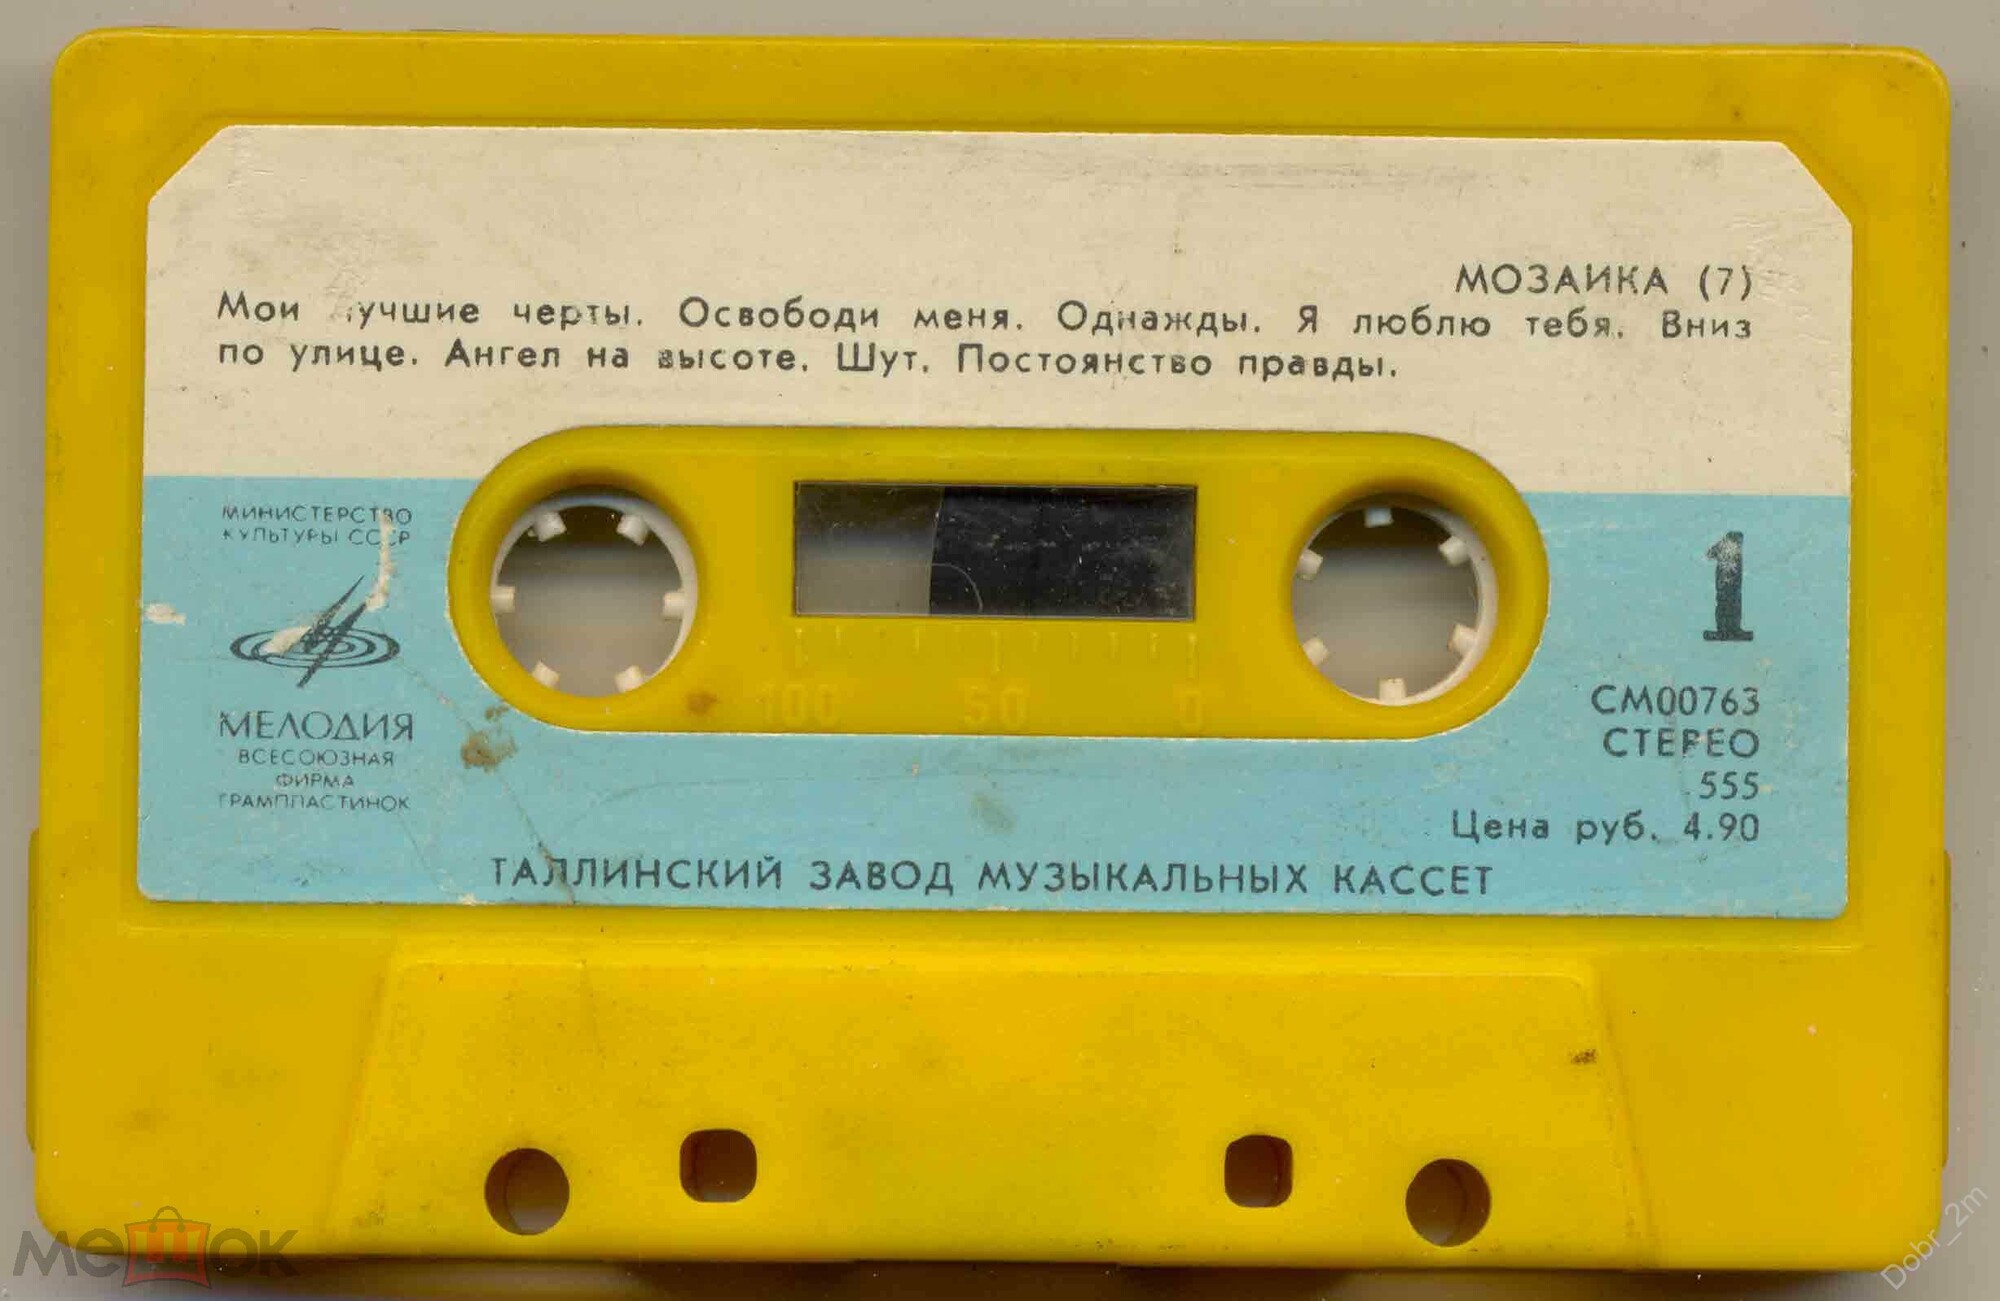 МОЗАИКА (7)
Мои лучшие черты. Освободи меня. Однажды. Я люблю тебя. Вниз
по улице. Ангел на высоте. Шут. Постоянство правды.
МИНИСТЕРСТВО
КУЛЬТУРЫ СССР
МЕЛОДИЯ
ВСЕСОЮЗНАЯ
ФИРМА
ГРАМПЛАСТИНОК
1
СМ00763
СТЕРЕО
555
Цена руб. 4.90
100 50 0
ТАЛЛИНСКИЙ ЗАВОД МУЗЫКАЛЬНЫХ КАССЕТ
мешок
Dobr_2m